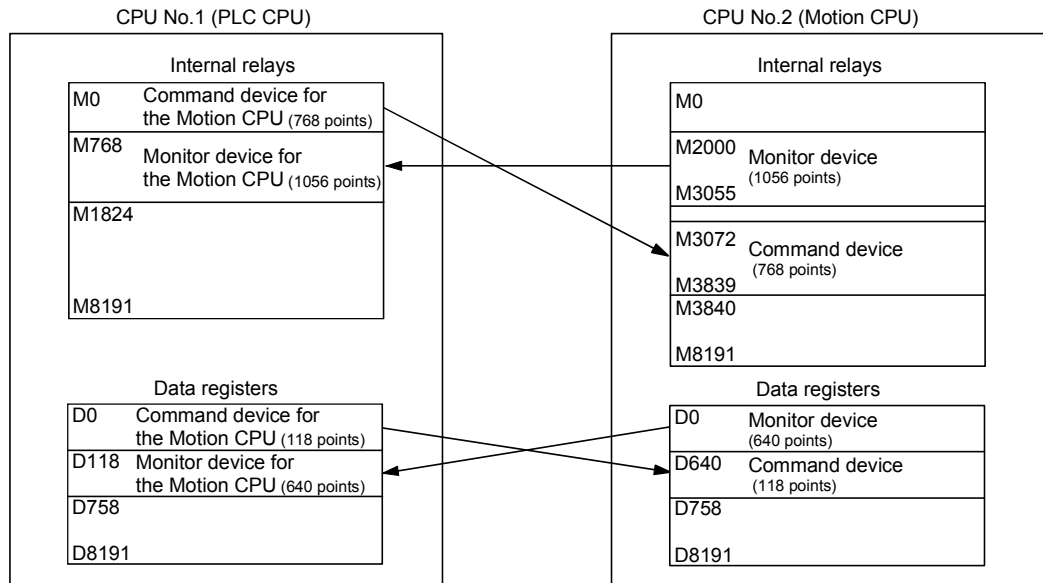 CPU No.1 (PLC CPU)
Internal relays
M0
Command device for
the Motion CPU (768 points)
M768
Monitor device for
the Motion CPU (1056 points)
M1824
M8191
Data registers
D0
Command device for
the Motion CPU (118 points)
D118
Monitor device for
the Motion CPU (640 points)
D758
D8191
CPU No.2 (Motion CPU)
Internal relays
M0
M2000
Monitor device
(1056 points)
M3055
M3072
Command device
(768 points)
M3839
M3840
M8191
Data registers
D0
Monitor device
(640 points)
D640
Command device
(118 points)
D758
D8191